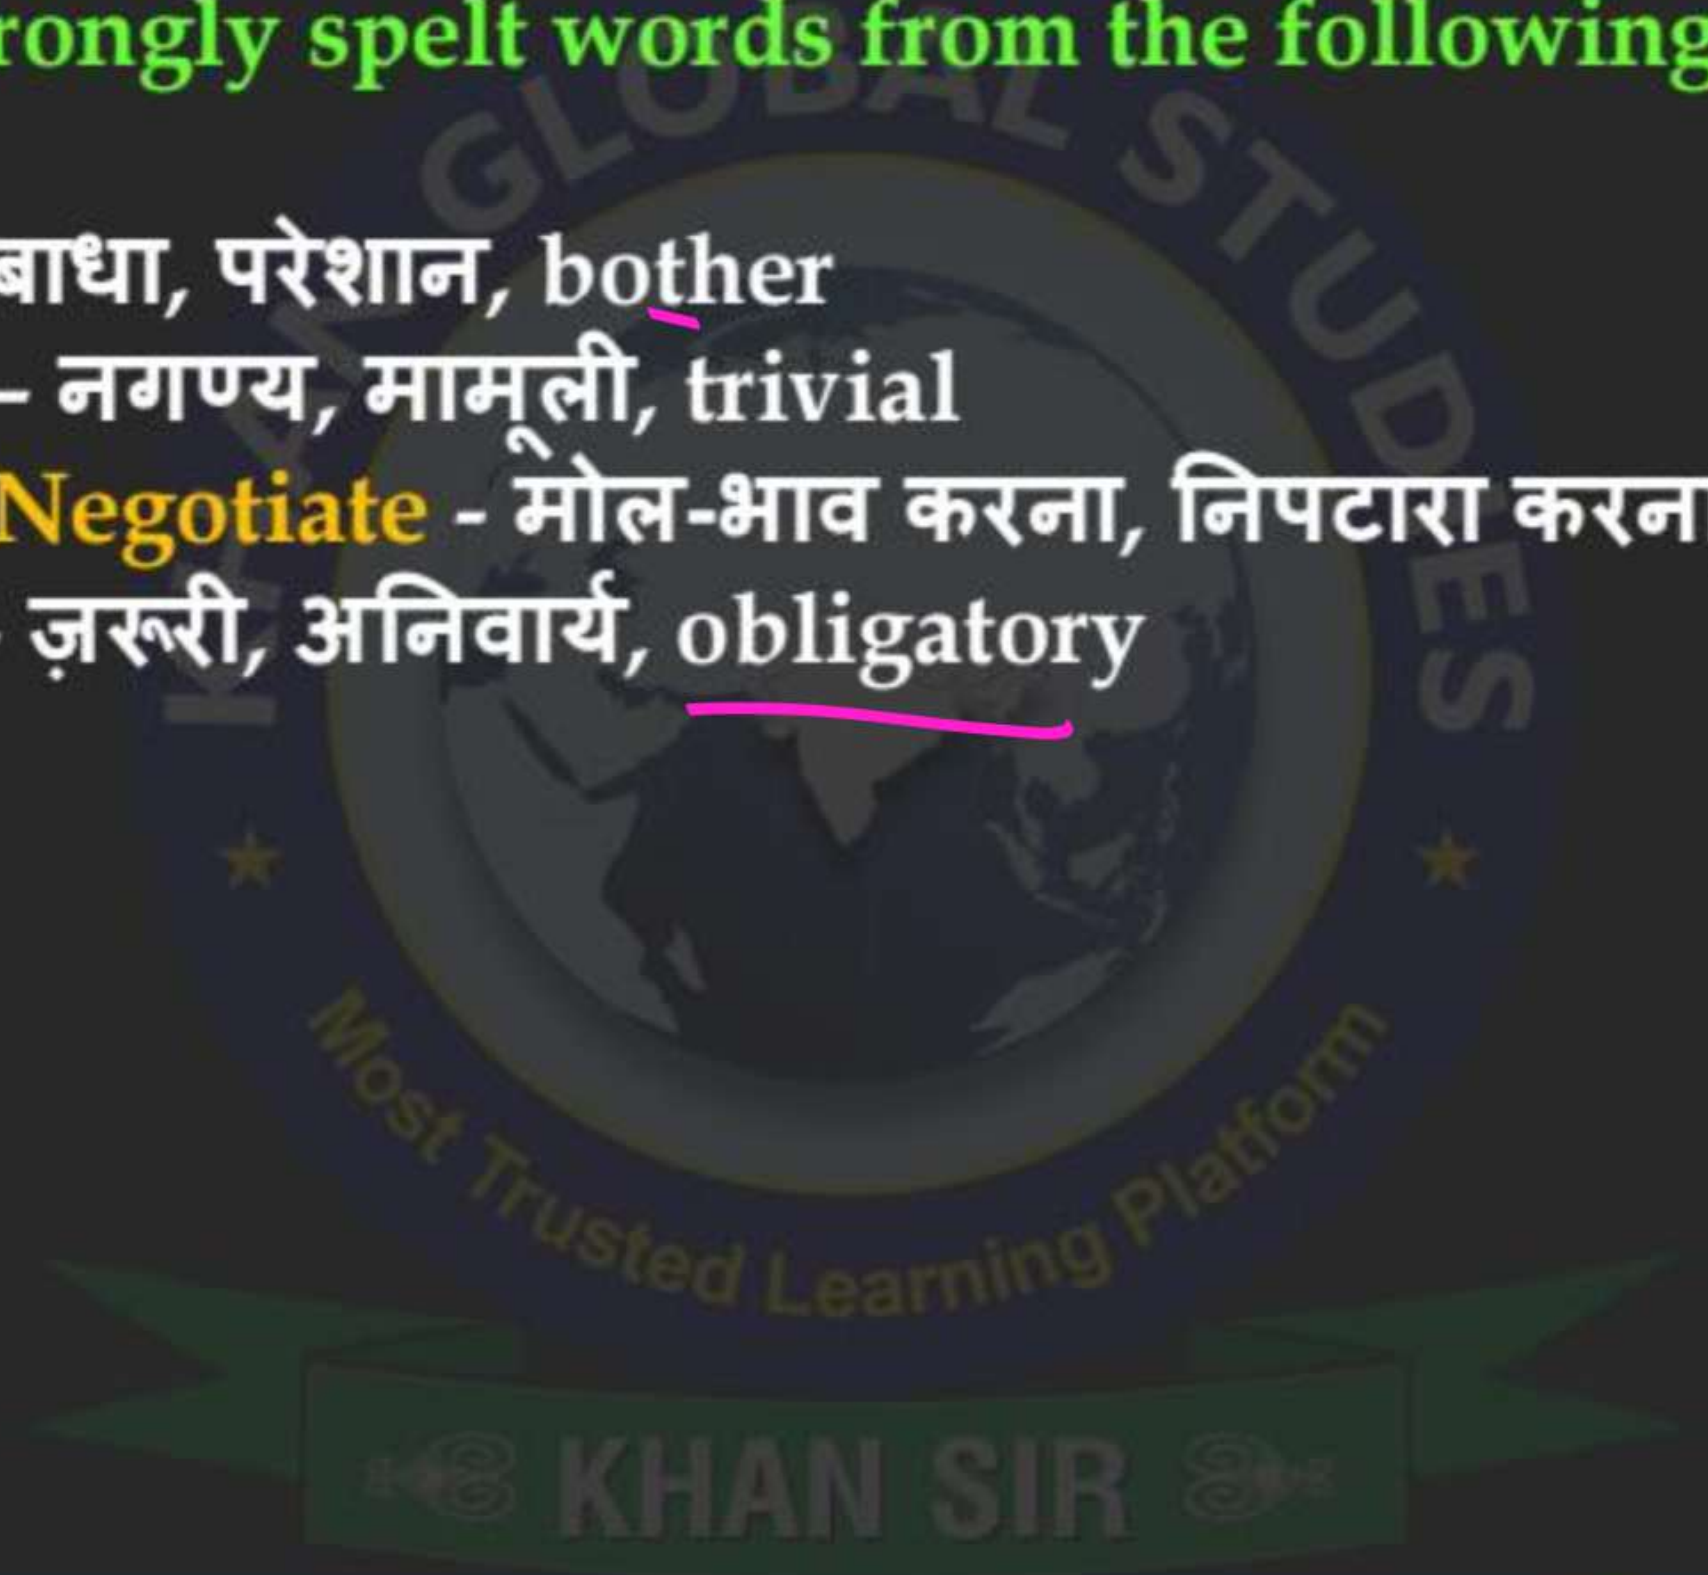 rongly spelt words from the following
बाधा, परेशान, bother
– नगण्य, मामूली, trivial
Negotiate - मोल-भाव करना, निपटारा करना,
- ज़रूरी, अनिवार्य, obligatory
KHAN GLOBAL STUDIES
Most Trusted Learning Platform
KHAN SIR